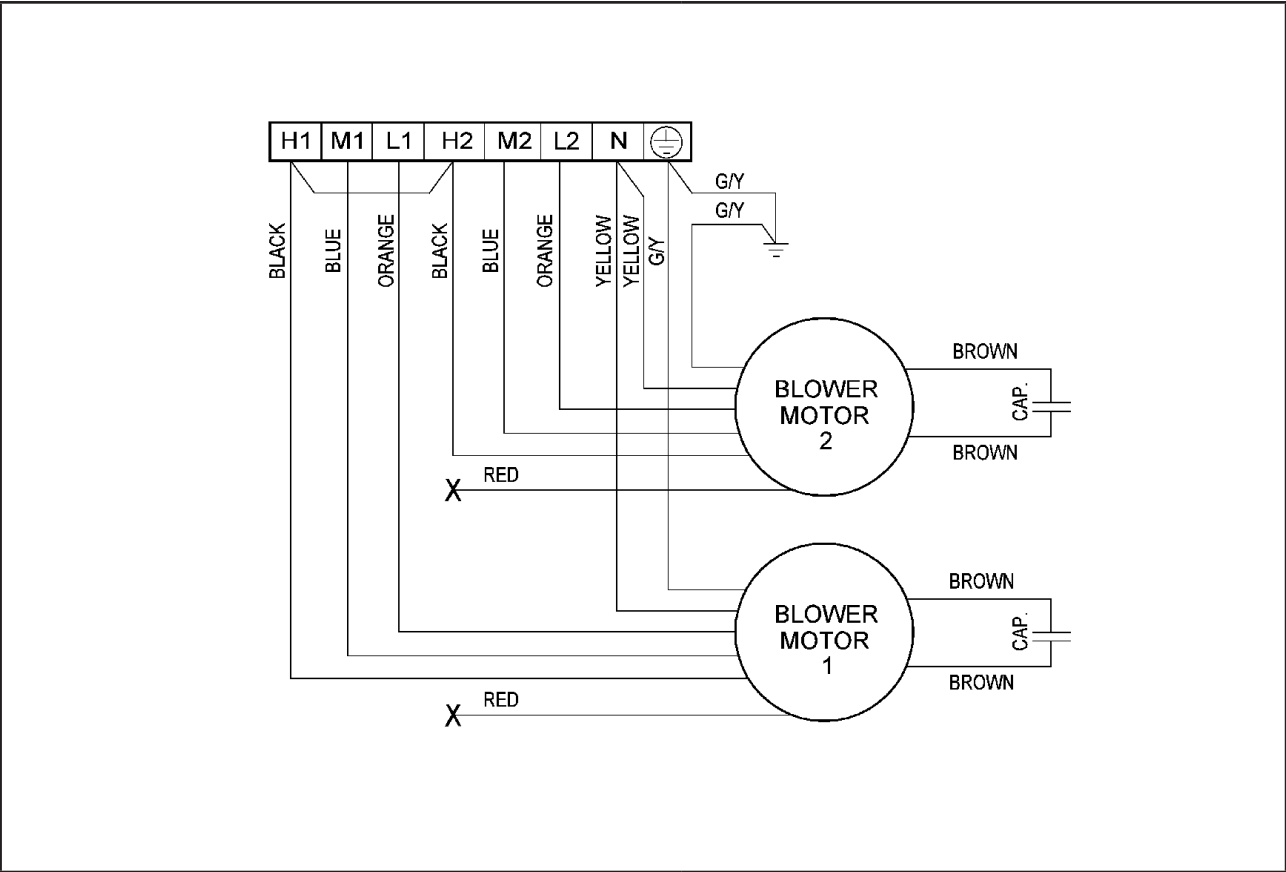 H1 M1 L1 H2 M2 L2 N
G/Y
G/Y
BLACK
BLUE
ORANGE
BLACK
BLUE
ORANGE
YELLOW
YELLOW
G/Y
BROWN
BLOWER
MOTOR
2
CAP.
BROWN
RED
X
BROWN
BLOWER
MOTOR
1
CAP.
BROWN
RED
X